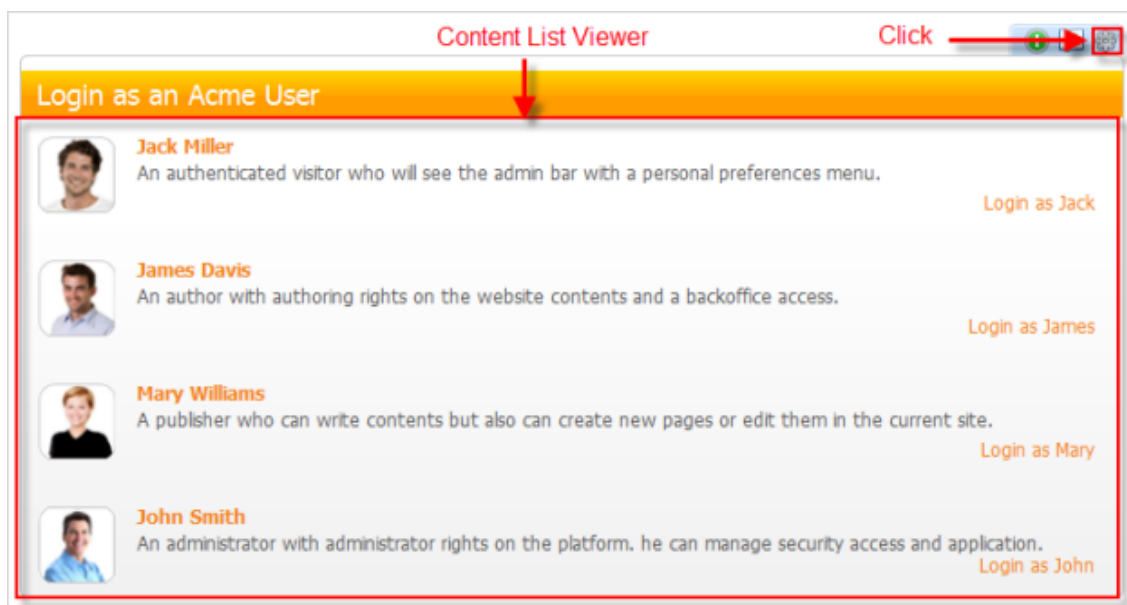 Content List Viewer
Click
Login as an Acme User
Jack Miller
An authenticated visitor who will see the admin bar with a personal preferences menu.
Login as Jack
James Davis
An author with authoring rights on the website contents and a backoffice access.
Login as James
Mary Williams
A publisher who can write contents but also can create new pages or edit them in the current site.
Login as Mary
John Smith
An administrator with administrator rights on the platform. he can manage security access and application.
Login as John